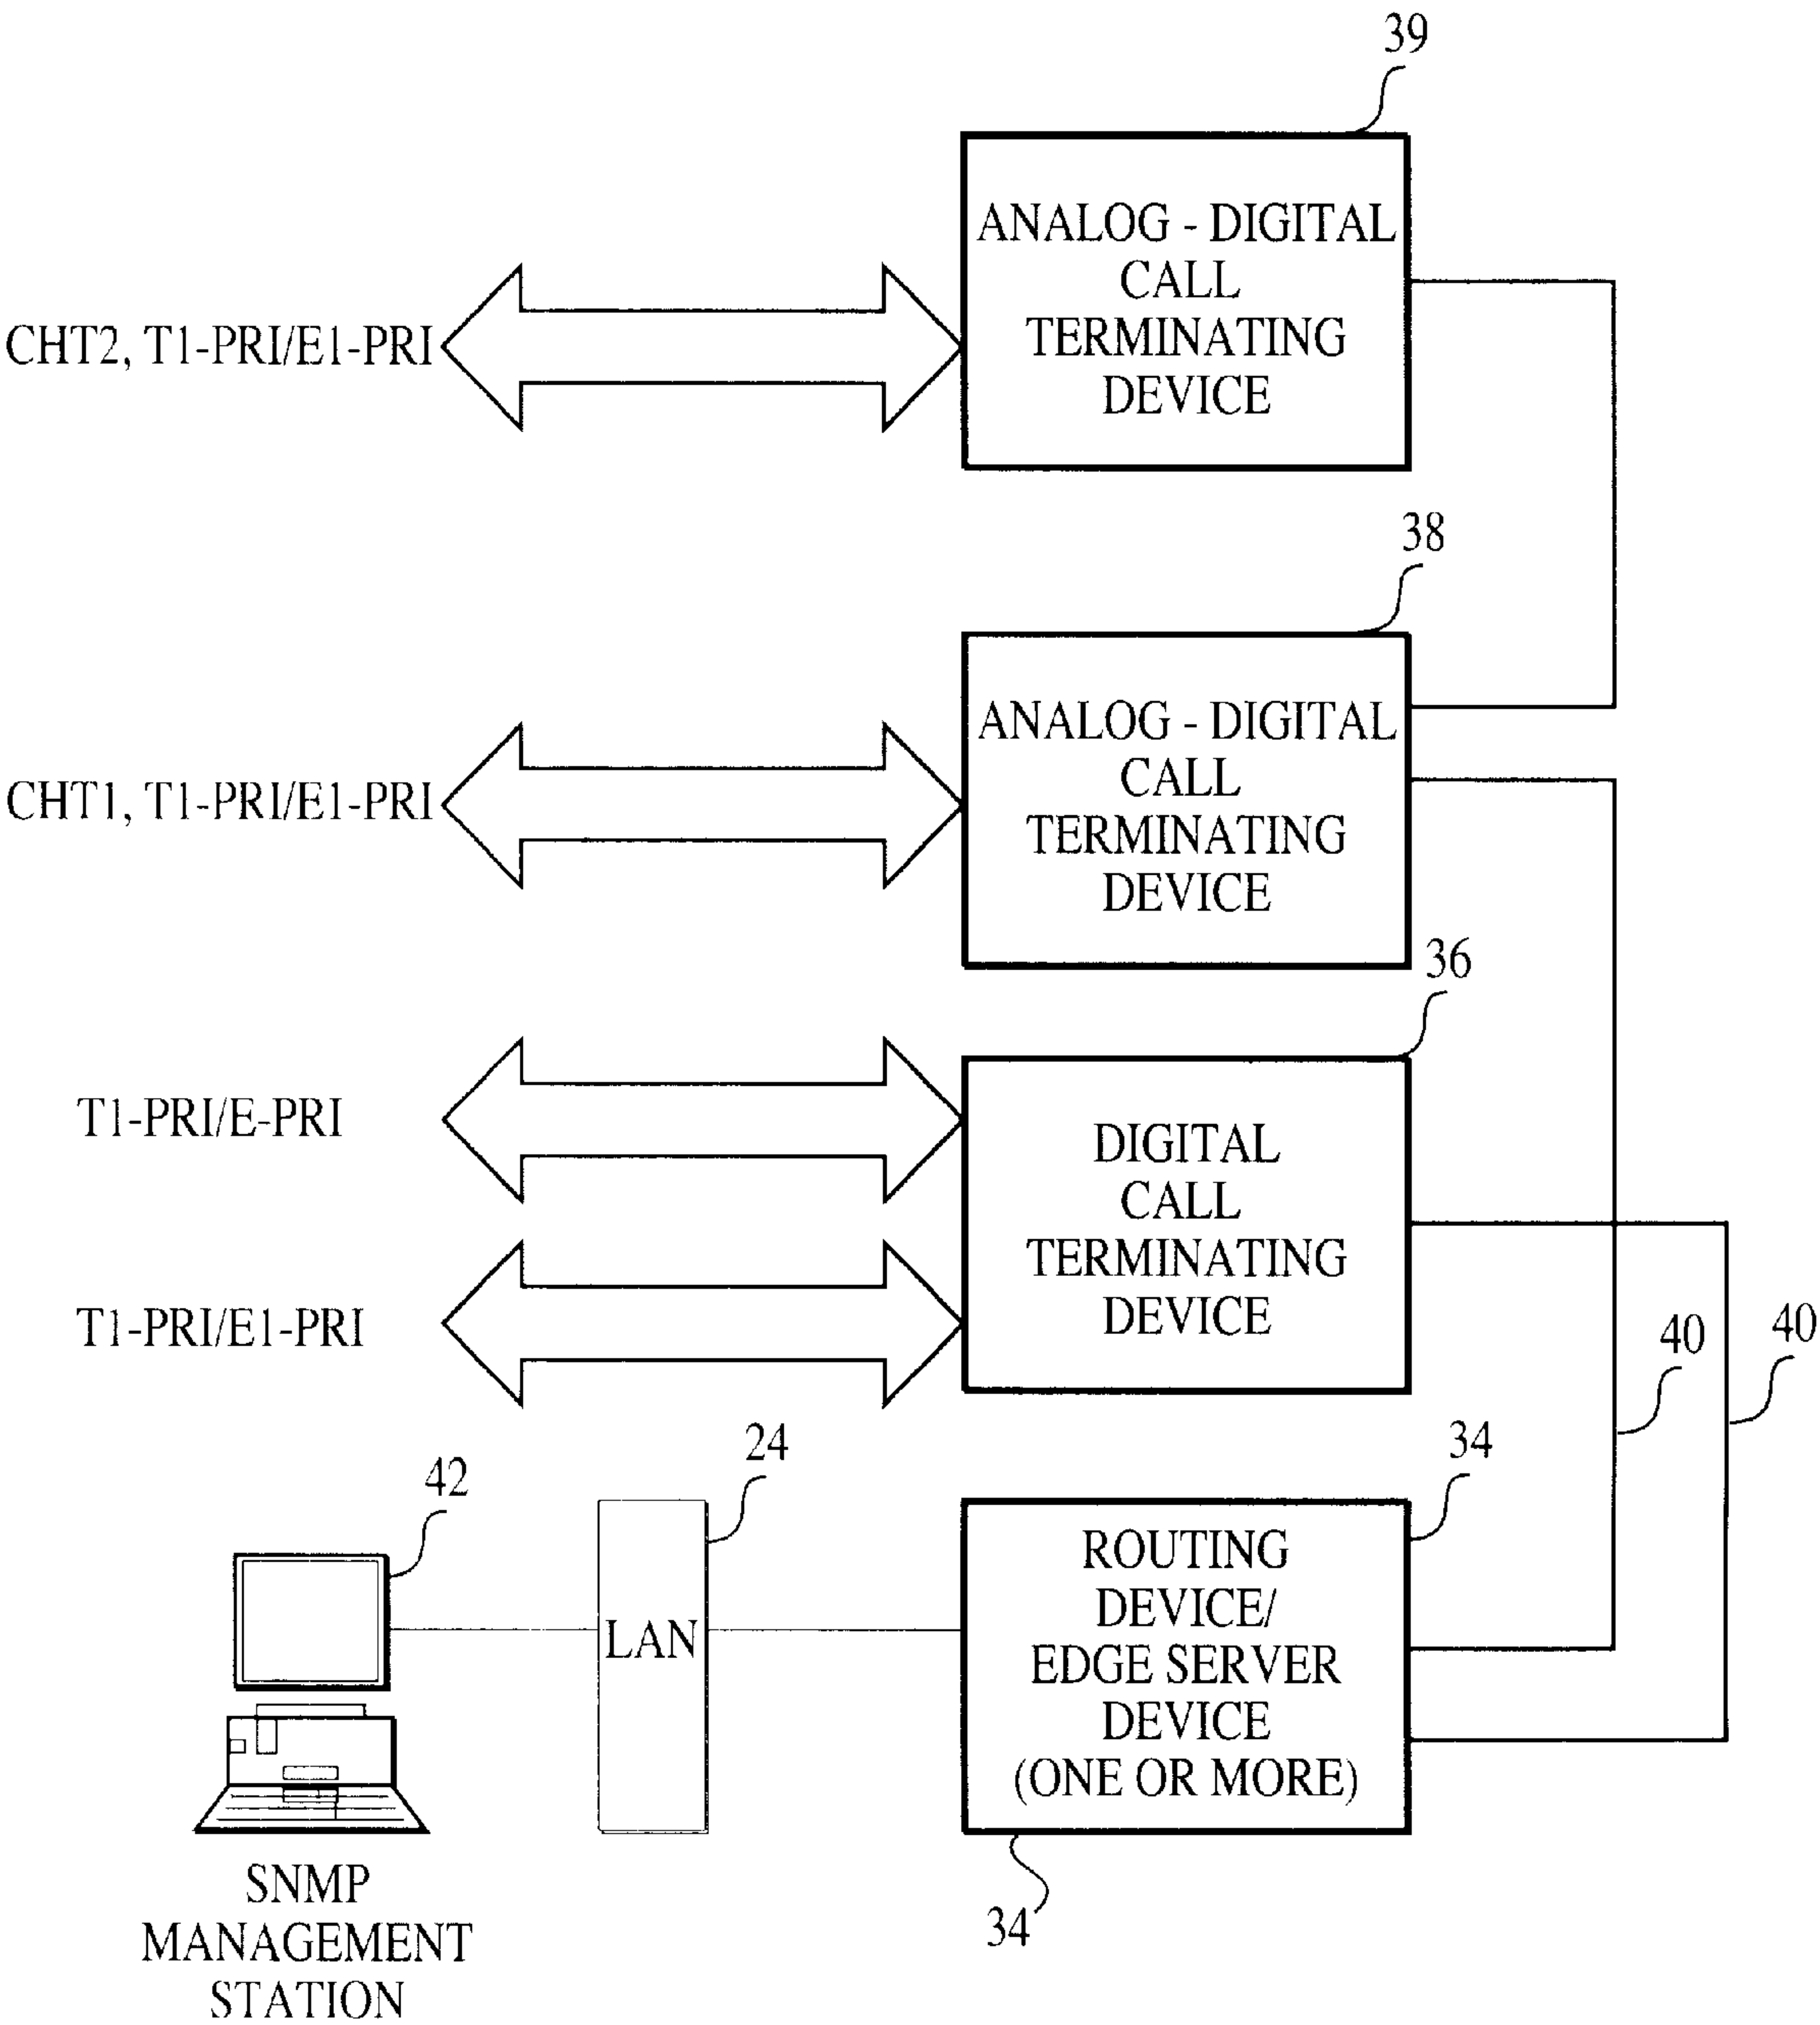 39
ANALOG - DIGITAL
CALL
TERMINATING
DEVICE
CHT2, T1-PRI/E1-PRI
38
ANALOG - DIGITAL
CALL
TERMINATING
DEVICE
CHT1, T1-PRI/E1-PRI
36
T1-PRI/E-PRI
DIGITAL
CALL
TERMINATING
DEVICE
T1-PRI/E1-PRI
40
40
42
24
34
LAN
ROUTING
DEVICE/
EDGE SERVER
DEVICE
(ONE OR MORE)
34
SNMP
MANAGEMENT
STATION